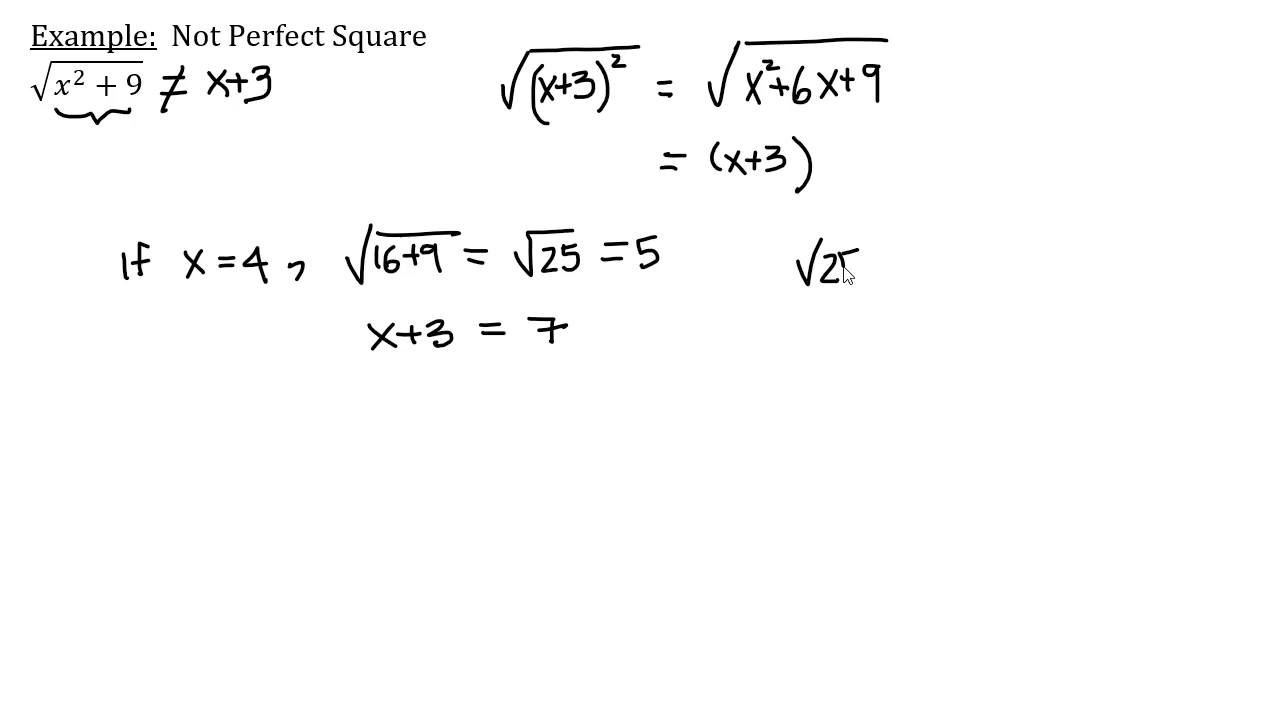 Example: Not Perfect Square
√(x² + 9) ≠ x+3
√((x+3)²) = √(x²+6x+9)
= (x+3)
If x = 4 , √(16+9) = √25 = 5
√25
x+3 = 7